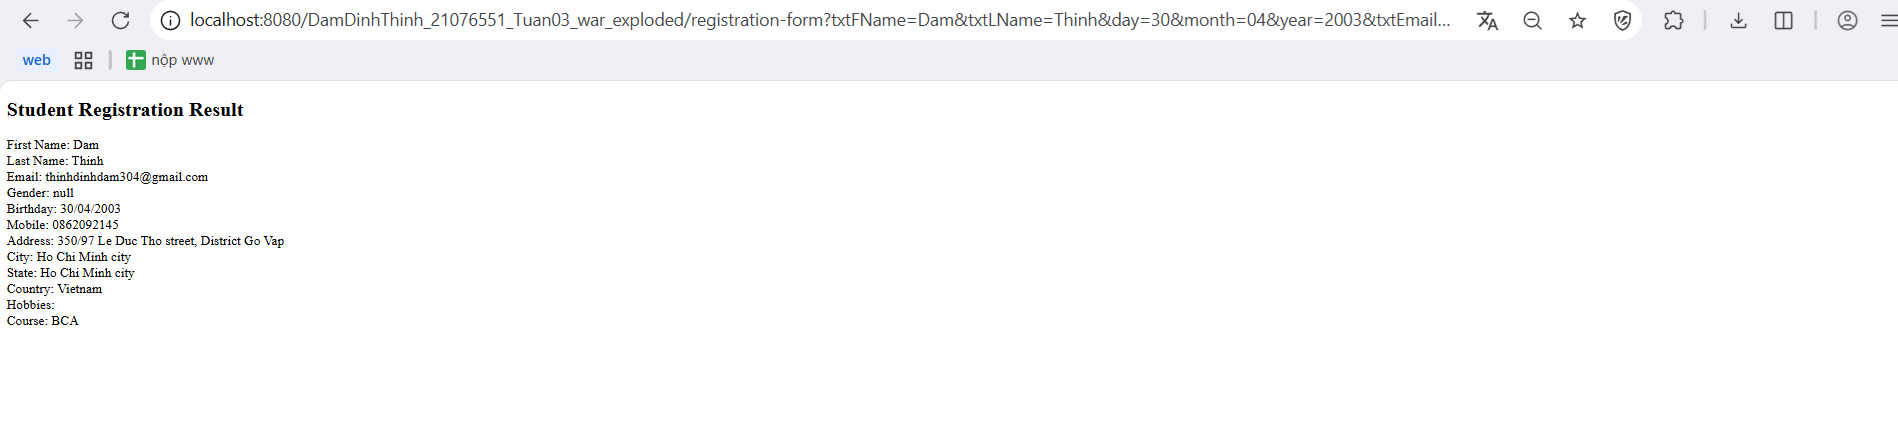 localhost:8080/DamDinhThinh_21076551_Tuan03_war_exploded/registration-form?txtFName=Dam&txtLName=Thinh&day=30&month=04&year=2003&txtEmail...
web nộp www
Student Registration Result
First Name: Dam
Last Name: Thinh
Email: thinhdinhdam304@gmail.com
Gender: null
Birthday: 30/04/2003
Mobile: 0862092145
Address: 350/97 Le Duc Tho street, District Go Vap
City: Ho Chi Minh city
State: Ho Chi Minh city
Country: Vietnam
Hobbies:
Course: BCA